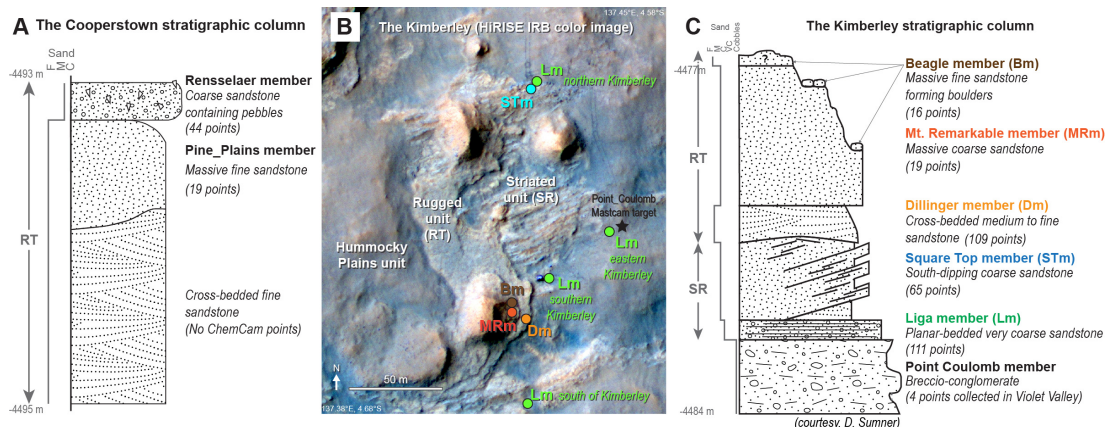 A The Cooperstown stratigraphic column
Sand
F
M
C
-4493 m
RT
-4495 m
Rensselaer member
Coarse sandstone
containing pebbles
(44 points)
Pine_Plains member
Massive fine sandstone
(19 points)
Cross-bedded fine
sandstone
(No ChemCam points)
B
137.45°E, 4.58°S
The Kimberley (HiRISE IRB color image)
Lm
northern Kimberley
STm
Striated
unit (SR)
Rugged
unit
(RT)
Point_Coulomb,
Mastcam target
Lm
eastern
Kimberley
Hummocky
Plains unit
Lm
southern
Kimberley
Bm
MRm
Dm
N
50 m
Lm
south of Kimberley
137.38°E, 4.68°S
C
The Kimberley stratigraphic column
Sand
F
M
C
VC
Cobbles
-4477m
RT
SR
-4484 m
?
Beagle member (Bm)
Massive fine sandstone
forming boulders
(16 points)
Mt. Remarkable member (MRm)
Massive coarse sandstone
(19 points)
Dillinger member (Dm)
Cross-bedded medium to fine
sandstone (109 points)
Square Top member (STm)
South-dipping coarse sandstone
(65 points)
Liga member (Lm)
Planar-bedded very coarse sandstone
(111 points)
Point Coulomb member
Breccio-conglomerate
(4 points collected in Violet Valley)
(courtesy, D. Sumner)